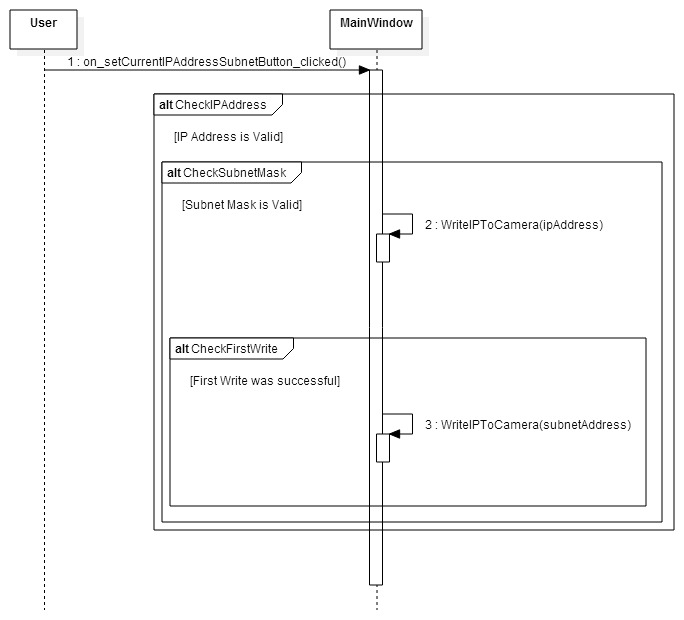 User
MainWindow
1 : on_setCurrentIPAddressSubnetButton_clicked()
alt CheckIPAddress
[IP Address is Valid]
alt CheckSubnetMask
[Subnet Mask is Valid]
2 : WriteIPToCamera(ipAddress)
alt CheckFirstWrite
[First Write was successful]
3 : WriteIPToCamera(subnetAddress)